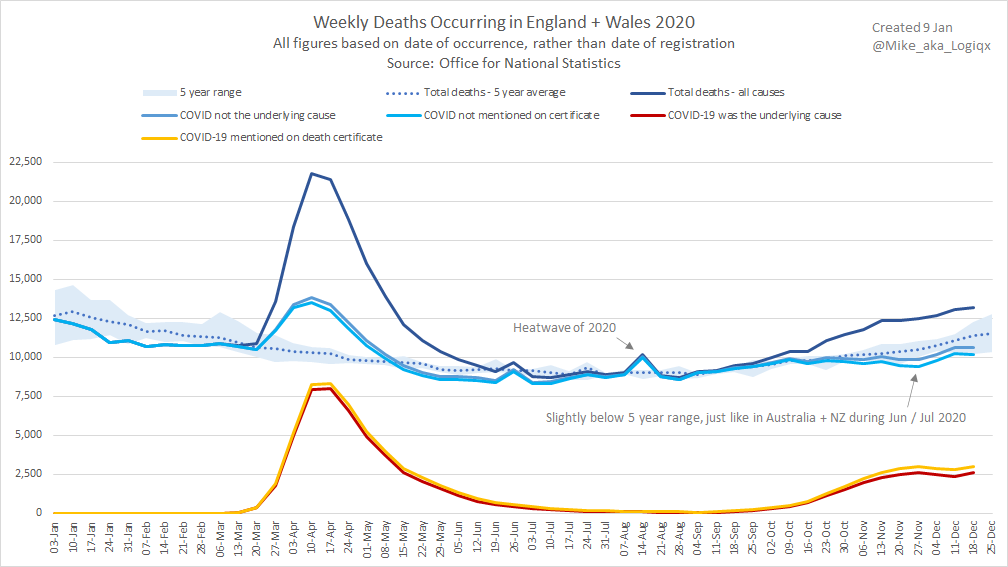 Weekly Deaths Occurring in England + Wales 2020
All figures based on date of occurrence, rather than date of registration
Source: Office for National Statistics
Created 9 Jan
@Mike_aka_Logiqx
5 year range
Total deaths - 5 year average
Total deaths - all causes
COVID not the underlying cause
COVID not mentioned on certificate
COVID-19 was the underlying cause
COVID-19 mentioned on death certificate
22,500
20,000
17,500
15,000
12,500
10,000
7,500
5,000
2,500
0
Heatwave of 2020
Slightly below 5 year range, just like in Australia + NZ during Jun / Jul 2020
03-Jan
10-Jan
17-Jan
24-Jan
31-Jan
07-Feb
14-Feb
21-Feb
28-Feb
06-Mar
13-Mar
20-Mar
27-Mar
03-Apr
10-Apr
17-Apr
24-Apr
01-May
08-May
15-May
22-May
29-May
05-Jun
12-Jun
19-Jun
26-Jun
03-Jul
10-Jul
17-Jul
24-Jul
31-Jul
07-Aug
14-Aug
21-Aug
28-Aug
04-Sep
11-Sep
18-Sep
25-Sep
02-Oct
09-Oct
16-Oct
23-Oct
30-Oct
06-Nov
13-Nov
20-Nov
27-Nov
04-Dec
11-Dec
18-Dec
25-Dec